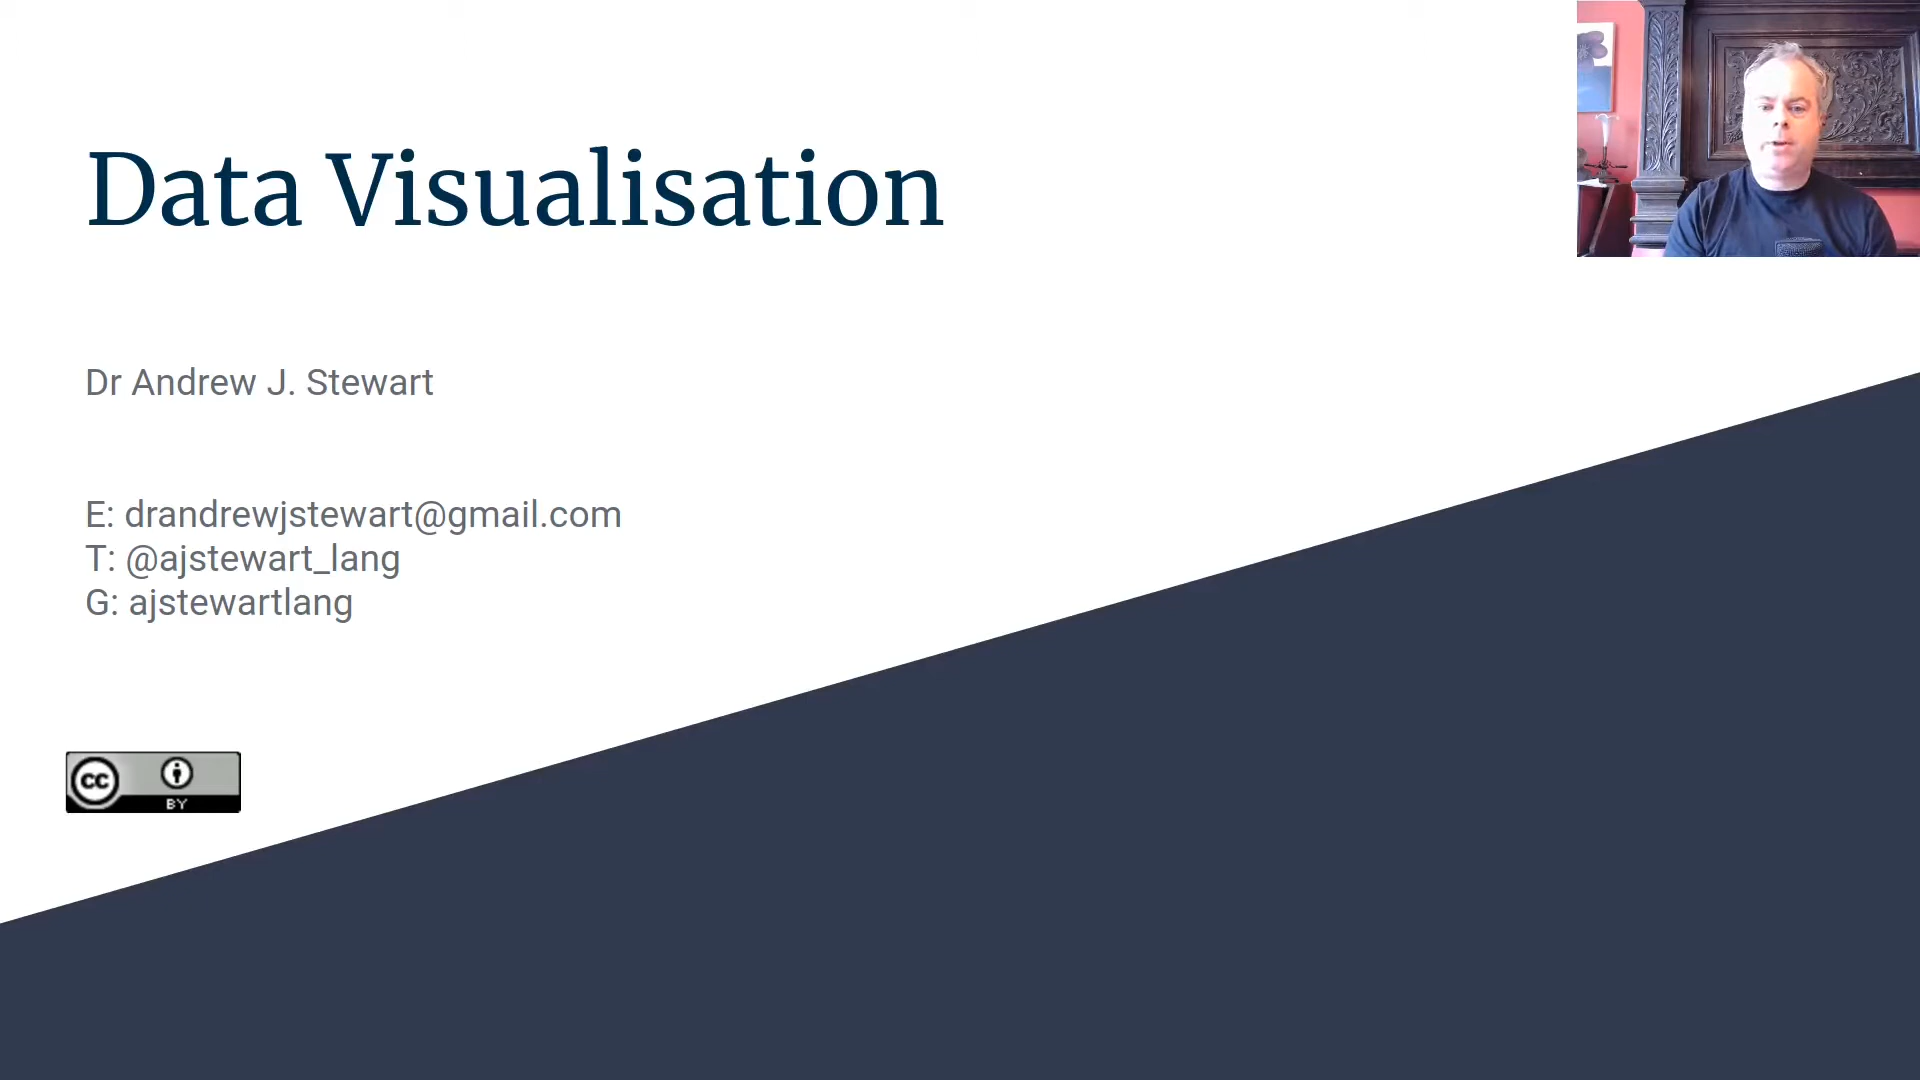 Data Visualisation
Dr Andrew J. Stewart
E: drandrewjstewart@gmail.com
T: @ajstewart_lang
G: ajstewartlang
cc
BY